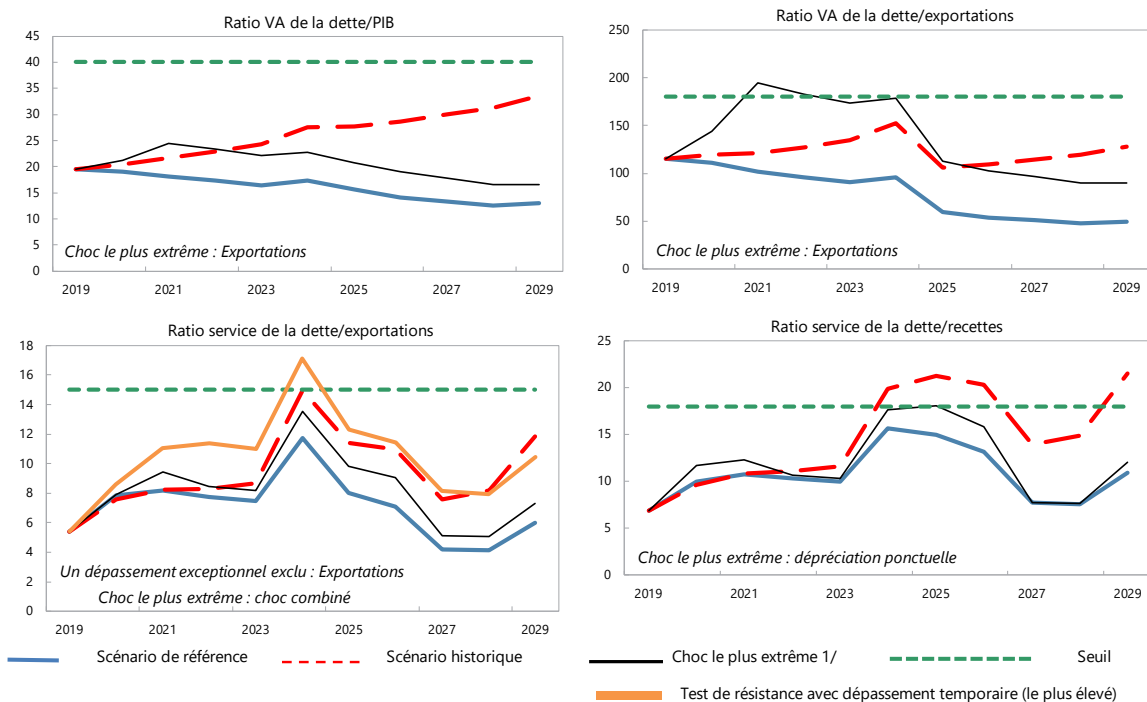 Ratio VA de la dette/PIB
45
40
35
30
25
20
15
10
5
0
Choc le plus extrême : Exportations
2019 2021 2023 2025 2027 2029
Ratio VA de la dette/exportations
250
200
150
100
50
0
Choc le plus extrême : Exportations
2019 2021 2023 2025 2027 2029
Ratio service de la dette/exportations
18
16
14
12
10
8
6
4
2
0
Un dépassement exceptionnel exclu : Exportations
Choc le plus extrême : choc combiné
2019 2021 2023 2025 2027 2029
Ratio service de la dette/recettes
25
20
15
10
5
0
Choc le plus extrême : dépréciation ponctuelle
2019 2021 2023 2025 2027 2029
Scénario de référence
Scénario historique
Choc le plus extrême 1/
Seuil
Test de résistance avec dépassement temporaire (le plus élevé)